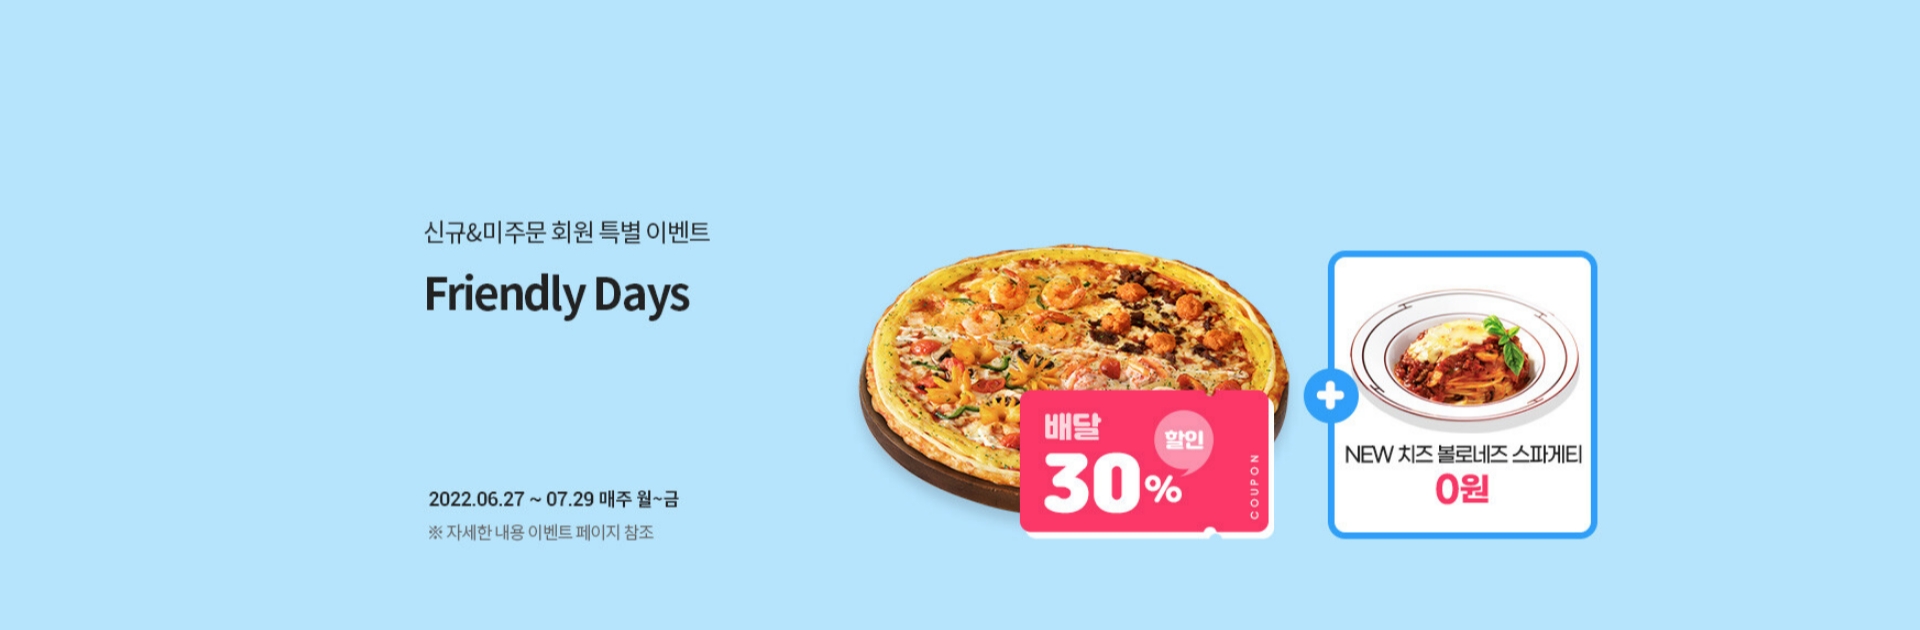 신규&미주문 회원 특별 이벤트
Friendly Days
2022.06.27 ~ 07.29 매주 월~금
※ 자세한 내용 이벤트 페이지 참조
배달
할인
30%
COUPON
NEW 치즈 볼로네즈 스파게티
0원